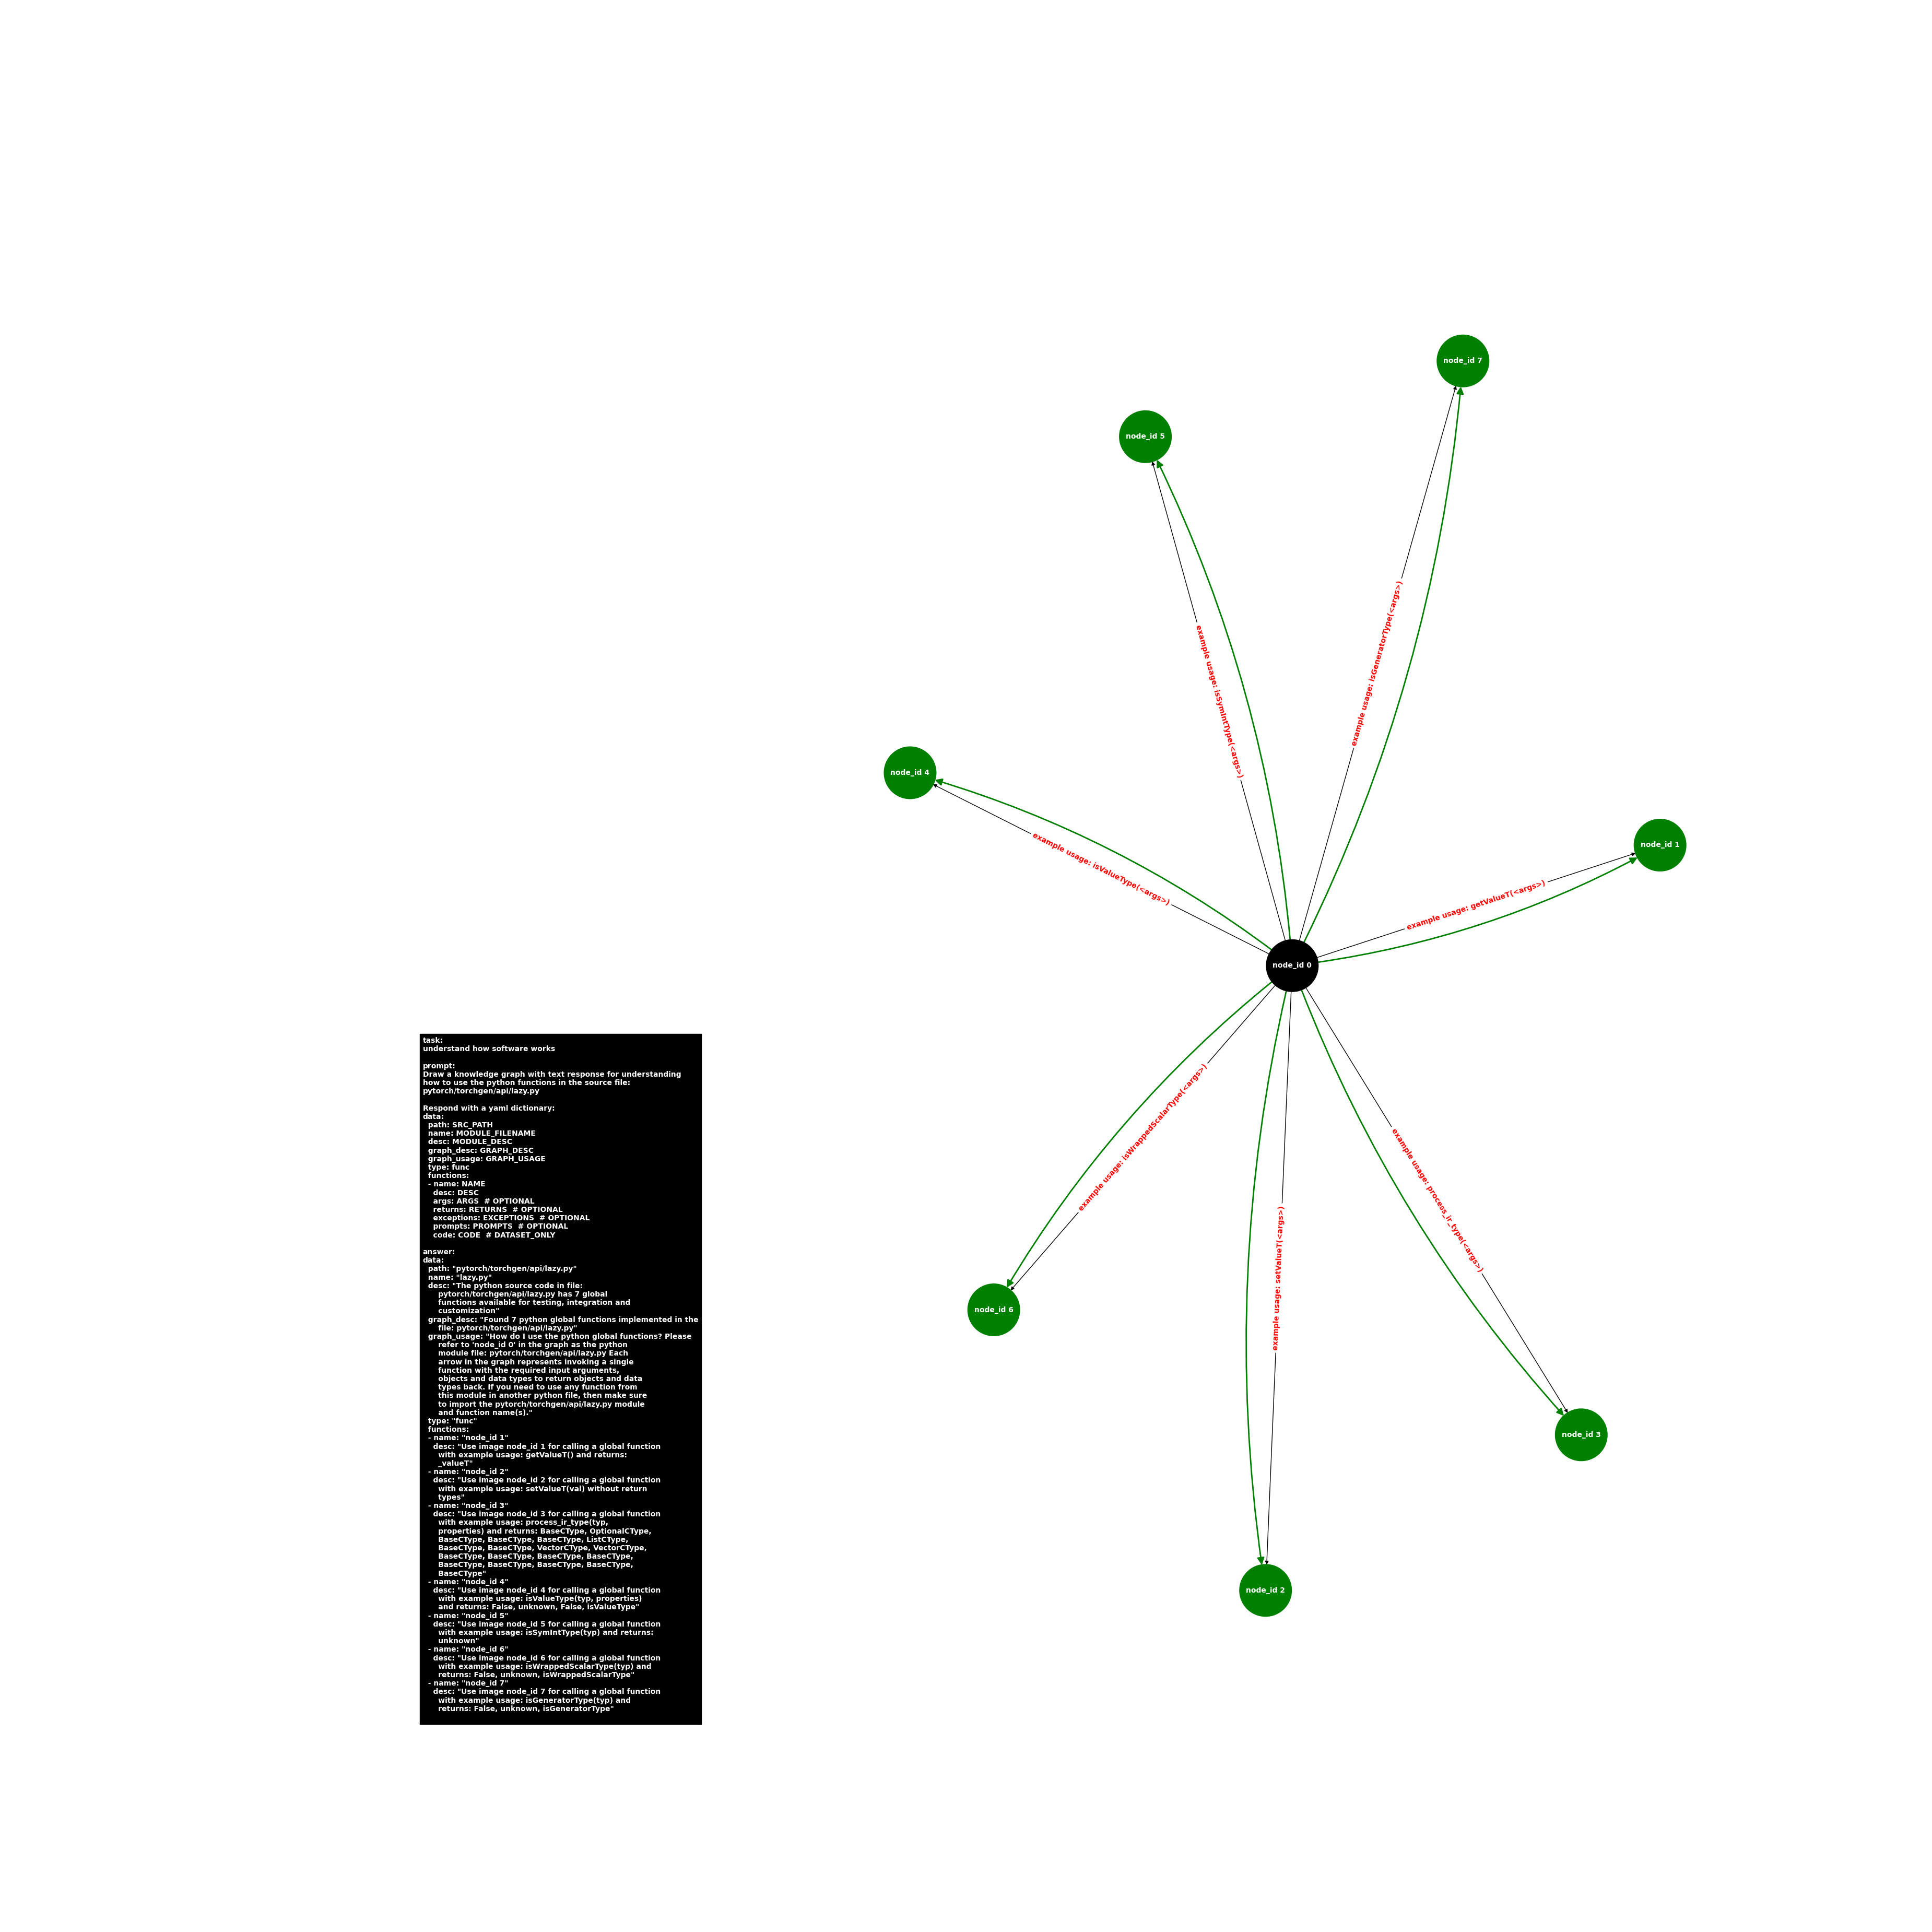 node_id 7
node_id 5
example usage: isGeneratorType(<args>)
example usage: isSymIntType(<args>)
node_id 4
node_id 1
example usage: isValueType(<args>)
example usage: getValueT(<args>)
node_id 0
task:
understand how software works

prompt:
Draw a knowledge graph with text response for understanding
how to use the python functions in the source file:
pytorch/torchgen/api/lazy.py

Respond with a yaml dictionary:
data:
  path: SRC_PATH
  name: MODULE_FILENAME
  desc: MODULE_DESC
  graph_desc: GRAPH_DESC
  graph_usage: GRAPH_USAGE
  type: func
  functions:
  - name: NAME
    desc: DESC
    args: ARGS  # OPTIONAL
    returns: RETURNS  # OPTIONAL
    exceptions: EXCEPTIONS  # OPTIONAL
    prompts: PROMPTS  # OPTIONAL
    code: CODE  # DATASET_ONLY

answer:
data:
  path: "pytorch/torchgen/api/lazy.py"
  name: "lazy.py"
  desc: "The python source code in file:
      pytorch/torchgen/api/lazy.py has 7 global
      functions available for testing, integration and
      customization"
  graph_desc: "Found 7 python global functions implemented in the
      file: pytorch/torchgen/api/lazy.py"
  graph_usage: "How do I use the python global functions? Please
      refer to 'node_id 0' in the graph as the python
      module file: pytorch/torchgen/api/lazy.py Each
      arrow in the graph represents invoking a single
      function with the required input arguments,
      objects and data types to return objects and data
      types back. If you need to use any function from
      this module in another python file, then make sure
      to import the pytorch/torchgen/api/lazy.py module
      and function name(s)."
  type: "func"
  functions:
  - name: "node_id 1"
    desc: "Use image node_id 1 for calling a global function
      with example usage: getValueT() and returns:
      _valueT"
  - name: "node_id 2"
    desc: "Use image node_id 2 for calling a global function
      with example usage: setValueT(val) without return
      types"
  - name: "node_id 3"
    desc: "Use image node_id 3 for calling a global function
      with example usage: process_ir_type(typ,
      properties) and returns: BaseCType, OptionalCType,
      BaseCType, BaseCType, BaseCType, ListCType,
      BaseCType, BaseCType, VectorCType, VectorCType,
      BaseCType, BaseCType, BaseCType, BaseCType,
      BaseCType, BaseCType, BaseCType, BaseCType,
      BaseCType"
  - name: "node_id 4"
    desc: "Use image node_id 4 for calling a global function
      with example usage: isValueType(typ, properties)
      and returns: False, unknown, False, isValueType"
  - name: "node_id 5"
    desc: "Use image node_id 5 for calling a global function
      with example usage: isSymIntType(typ) and returns:
      unknown"
  - name: "node_id 6"
    desc: "Use image node_id 6 for calling a global function
      with example usage: isWrappedScalarType(typ) and
      returns: False, unknown, isWrappedScalarType"
  - name: "node_id 7"
    desc: "Use image node_id 7 for calling a global function
      with example usage: isGeneratorType(typ) and
      returns: False, unknown, isGeneratorType"
example usage: isWrappedScalarType(<args>)
example usage: process_ir_type(<args>)
example usage: setValueT(<args>)
node_id 6
node_id 3
node_id 2